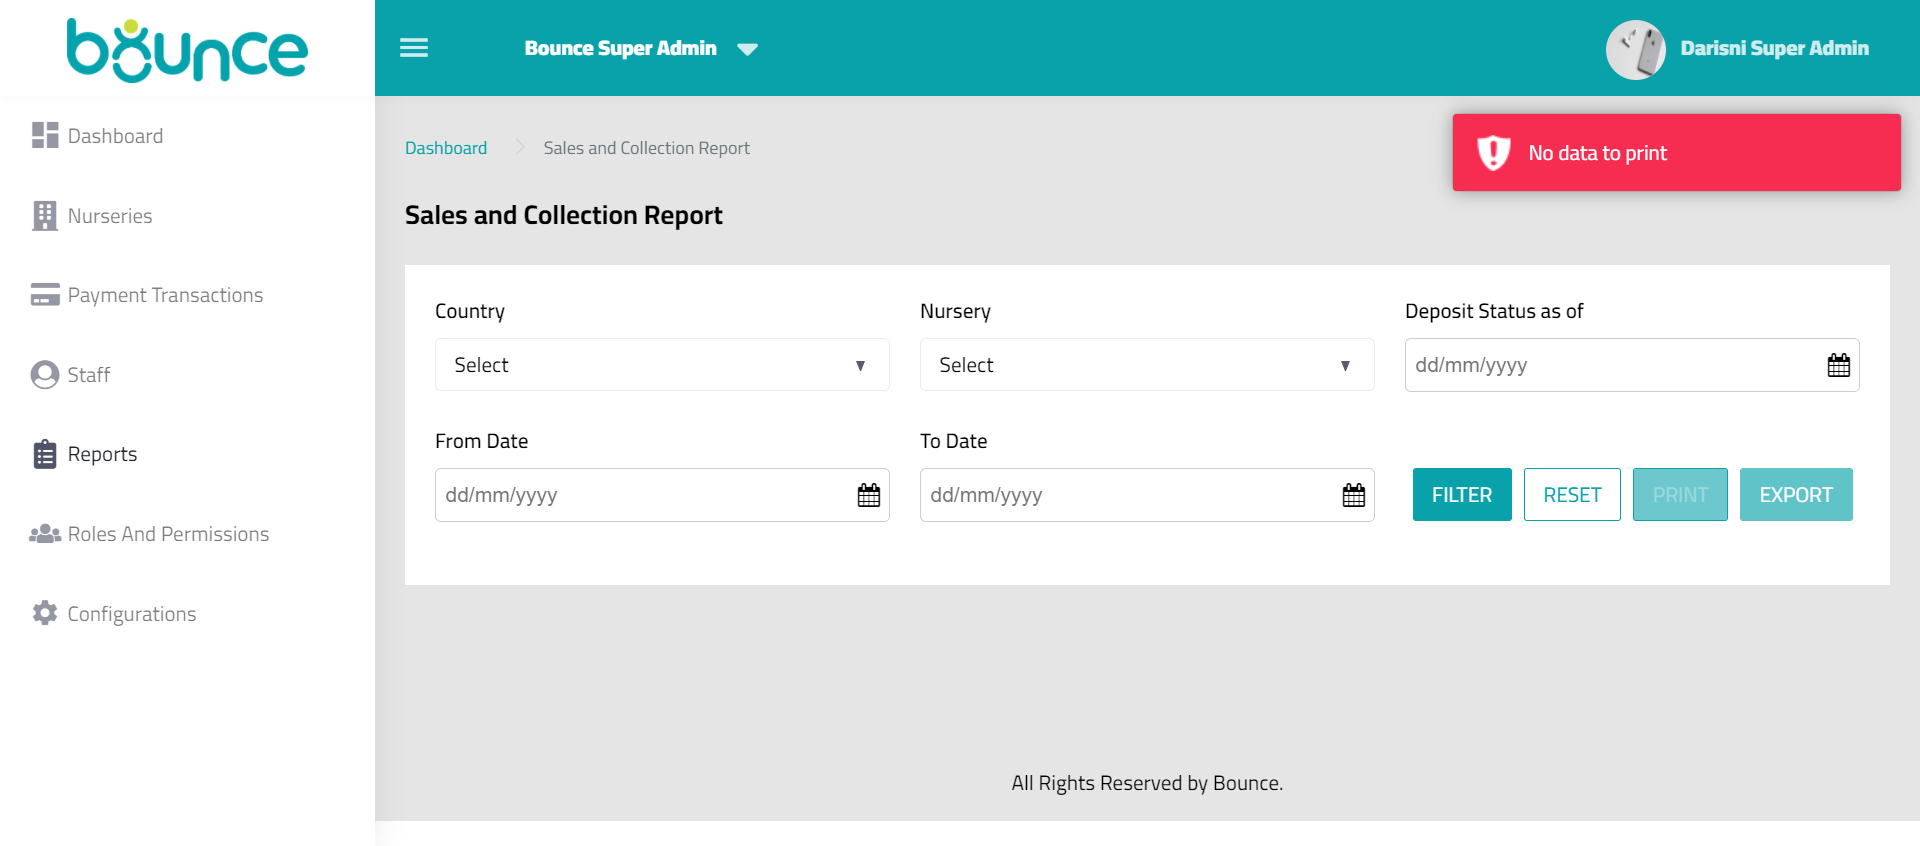 bounce
Bounce Super Admin
Darisni Super Admin
Dashboard
Nurseries
Payment Transactions
Staff
Reports
Roles And Permissions
Configurations
Dashboard
Sales and Collection Report
No data to print
Sales and Collection Report
Country
Nursery
Deposit Status as of
Select
Select
dd/mm/yyyy
From Date
To Date
dd/mm/yyyy
dd/mm/yyyy
FILTER
RESET
PRINT
EXPORT
All Rights Reserved by Bounce.